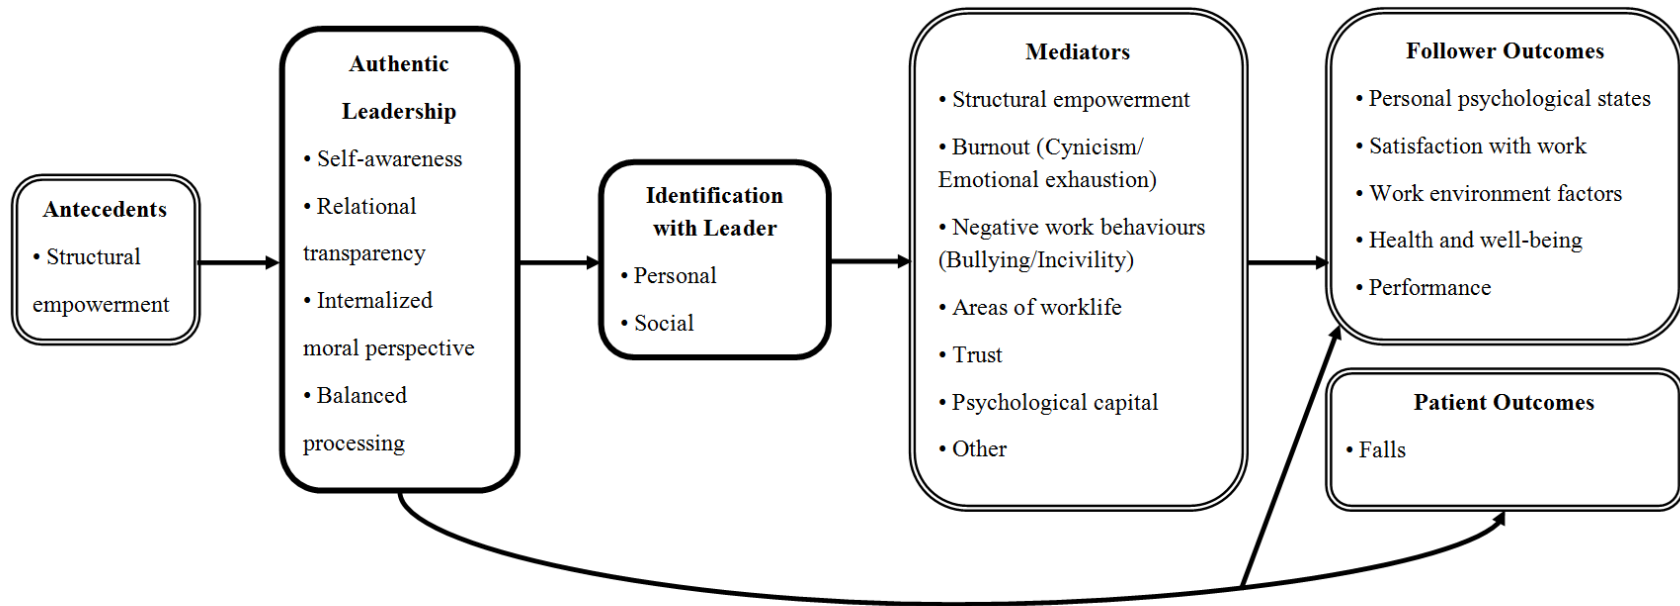 Antecedents
• Structural
empowerment
Authentic
Leadership
• Self-awareness
• Relational
transparency
• Internalized
moral perspective
• Balanced
processing
Identification
with Leader
• Personal
• Social
Mediators
• Structural empowerment
• Burnout (Cynicism/
Emotional exhaustion)
• Negative work behaviours
(Bullying/Incivility)
• Areas of worklife
• Trust
• Psychological capital
• Other
Follower Outcomes
• Personal psychological states
• Satisfaction with work
• Work environment factors
• Health and well-being
• Performance
Patient Outcomes
• Falls